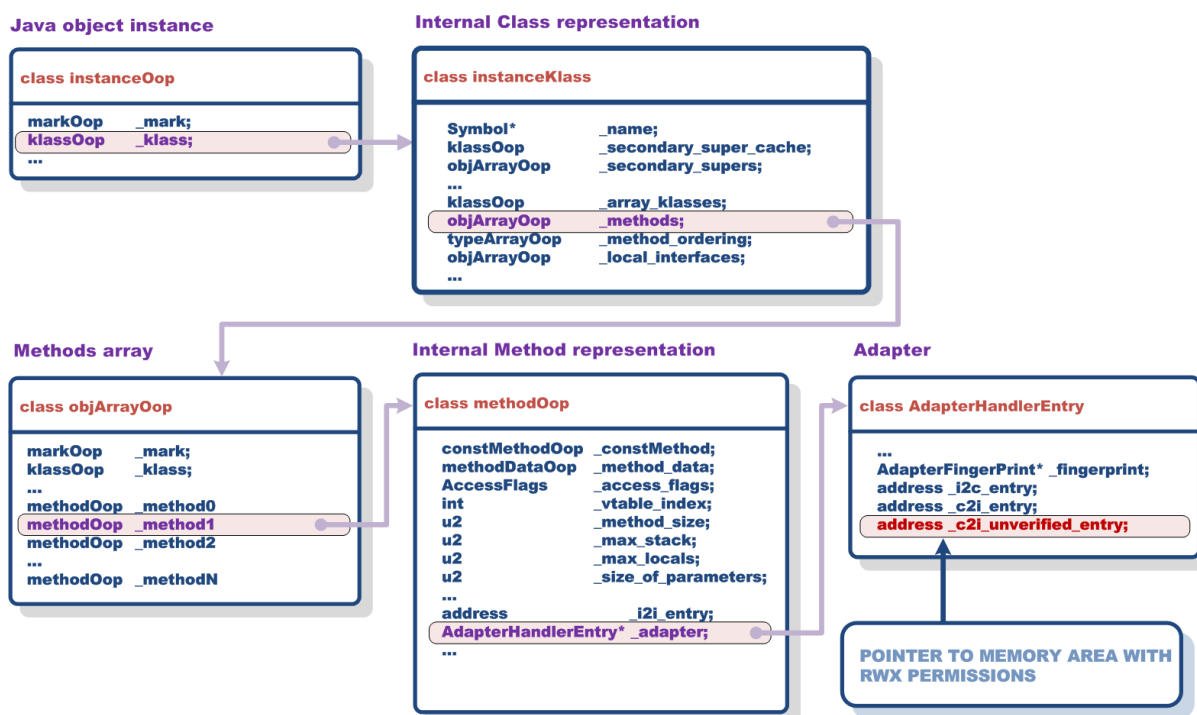 Java object instance
class instanceOop
markOop _mark;
klassOop _klass;
...
Internal Class representation
class instanceKlass
Symbol* _name;
klassOop _secondary_super_cache;
objArrayOop _secondary_supers;
...
klassOop _array_klasses;
objArrayOop _methods;
typeArrayOop _method_ordering;
objArrayOop _local_interfaces;
...
Methods array
class objArrayOop
markOop _mark;
klassOop _klass;
...
methodOop _method0
methodOop _method1
methodOop _method2
...
methodOop _methodN
Internal Method representation
class methodOop
constMethodOop _constMethod;
methodDataOop _method_data;
AccessFlags _access_flags;
int _vtable_index;
u2 _method_size;
u2 _max_stack;
u2 _max_locals;
u2 _size_of_parameters;
...
address _i2i_entry;
AdapterHandlerEntry* _adapter;
...
Adapter
class AdapterHandlerEntry
...
AdapterFingerPrint* _fingerprint;
address _i2c_entry;
address _c2i_entry;
address _c2i_unverified_entry;
POINTER TO MEMORY AREA WITH
RWX PERMISSIONS